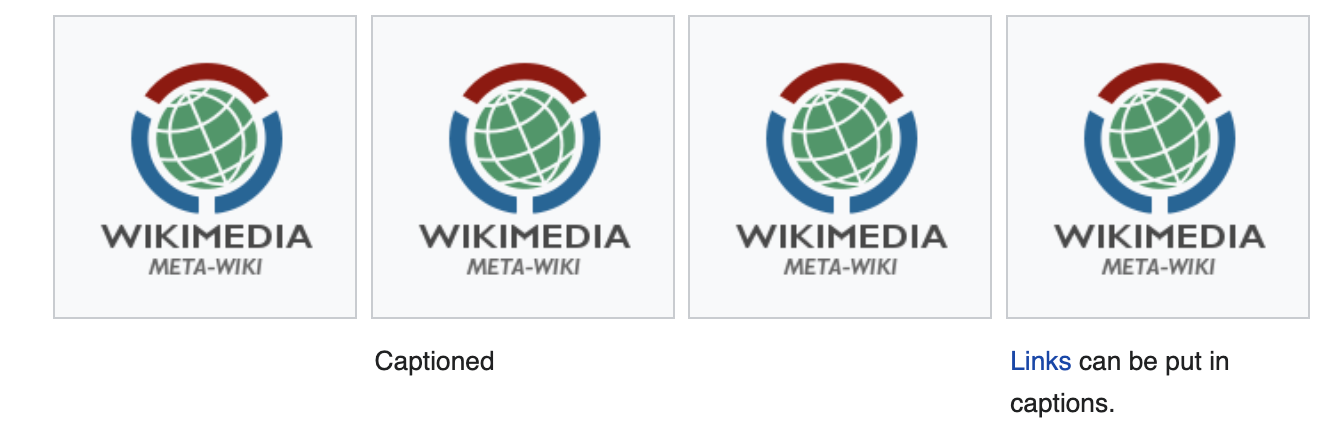 WIKIMEDIA
META-WIKI
WIKIMEDIA
META-WIKI
WIKIMEDIA
META-WIKI
WIKIMEDIA
META-WIKI
Captioned
Links can be put in
captions.